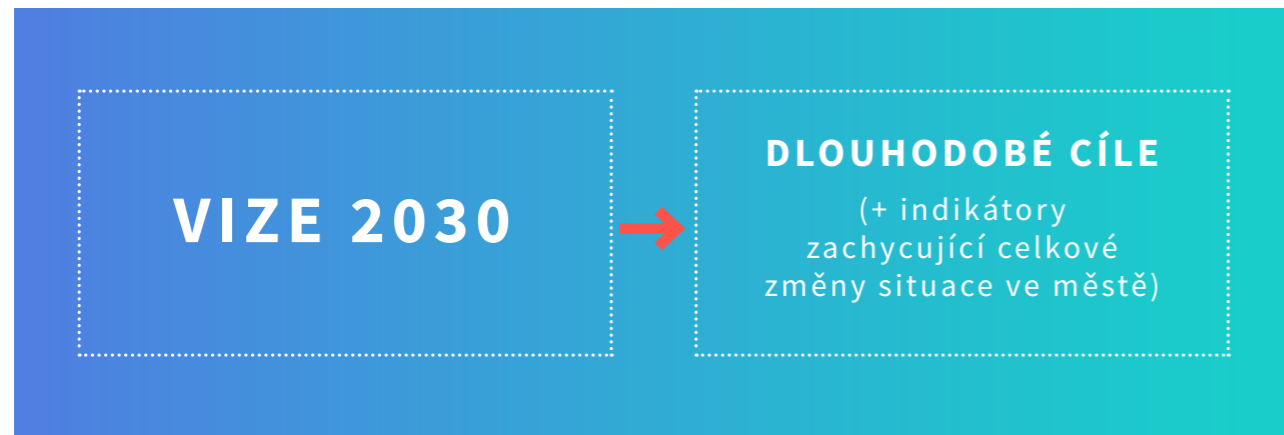 VIZE 2030
DLOUHODOBÉ CÍLE
(+ indikátory
zachycující celkové
změny situace ve městě)